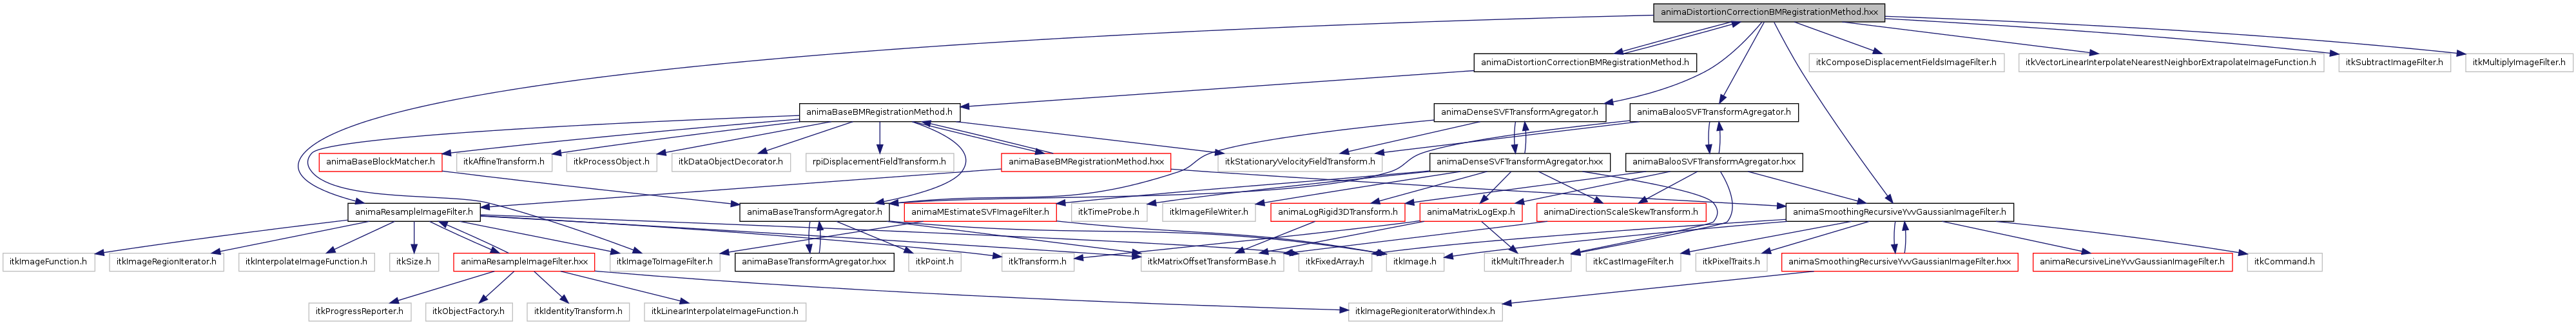 animaDistortionCorrectionBMRegistrationMethod.hxx
animaDistortionCorrectionBMRegistrationMethod.h
itkComposeDisplacementFieldsImageFilter.h
itkVectorLinearInterpolateNearestNeighborExtrapolateImageFunction.h
itkSubtractImageFilter.h
itkMultiplyImageFilter.h
animaBaseBMRegistrationMethod.h
animaDenseSVFTransformAgregator.h
animaBalooSVFTransformAgregator.h
animaBaseBlockMatcher.h
itkAffineTransform.h
itkProcessObject.h
itkDataObjectDecorator.h
rpiDisplacementFieldTransform.h
animaBaseBMRegistrationMethod.hxx
itkStationaryVelocityFieldTransform.h
animaDenseSVFTransformAgregator.hxx
animaBalooSVFTransformAgregator.hxx
animaResampleImageFilter.h
animaBaseTransformAgregator.h
animaMEstimateSVFImageFilter.h
itkTimeProbe.h
itkImageFileWriter.h
animaLogRigid3DTransform.h
animaMatrixLogExp.h
animaDirectionScaleSkewTransform.h
animaSmoothingRecursiveYvvGaussianImageFilter.h
itkImageFunction.h
itkImageRegionIterator.h
itkInterpolateImageFunction.h
itkSize.h
animaResampleImageFilter.hxx
itkImageToImageFilter.h
animaBaseTransformAgregator.hxx
itkPoint.h
itkTransform.h
itkMatrixOffsetTransformBase.h
itkFixedArray.h
itkImage.h
itkMultiThreader.h
itkCastImageFilter.h
itkPixelTraits.h
animaSmoothingRecursiveYvvGaussianImageFilter.hxx
animaRecursiveLineYvvGaussianImageFilter.h
itkCommand.h
itkProgressReporter.h
itkObjectFactory.h
itkIdentityTransform.h
itkLinearInterpolateImageFunction.h
itkImageRegionIteratorWithIndex.h